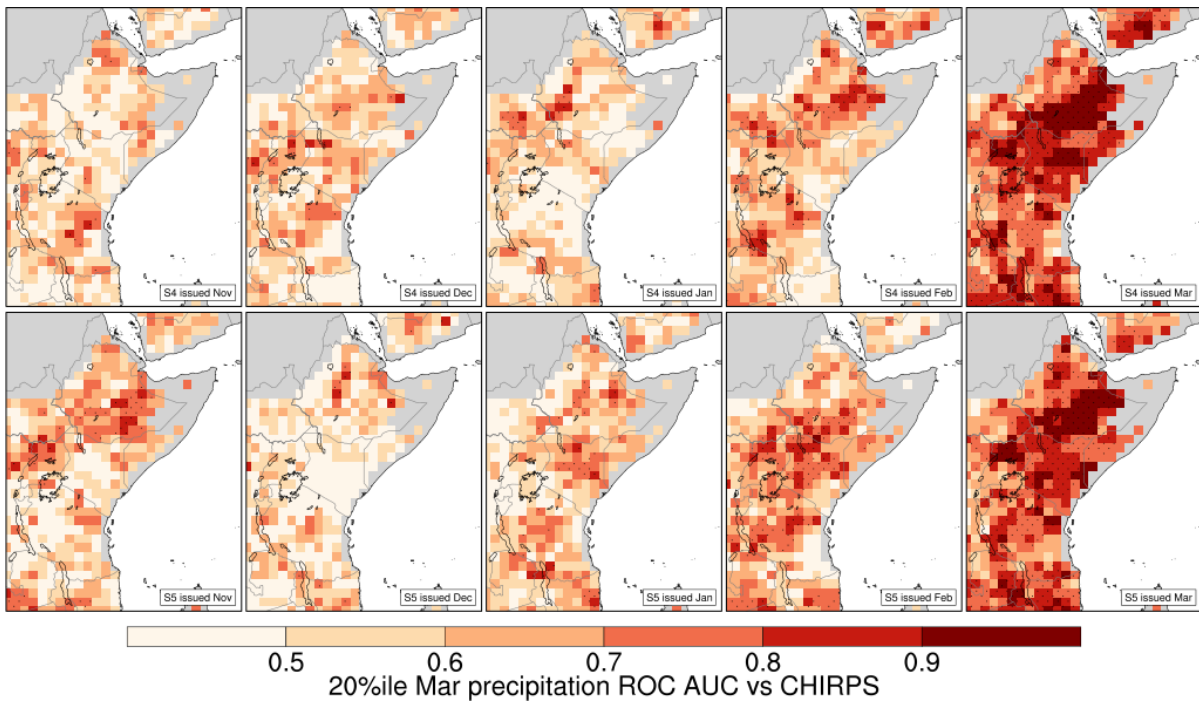 S4 issued Nov
S4 issued Dec
S4 issued Jan
S4 issued Feb
S4 issued Mar
S5 issued Nov
S5 issued Dec
S5 issued Jan
S5 issued Feb
S5 issued Mar
0.5 0.6 0.7 0.8 0.9
20%ile Mar precipitation ROC AUC vs CHIRPS